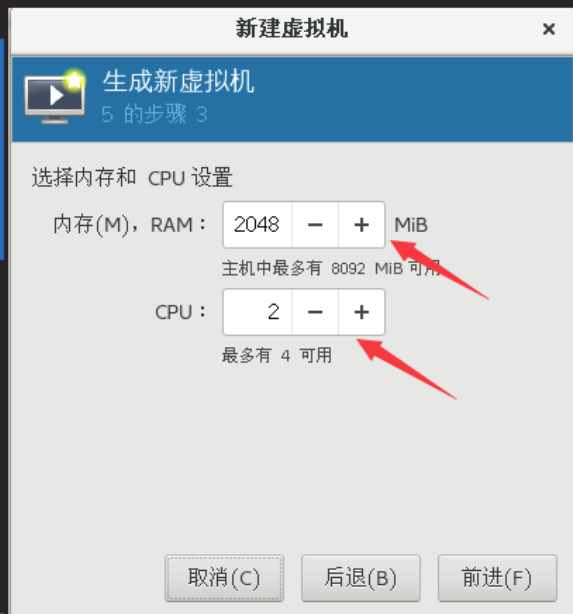 新建虚拟机 ×
生成新虚拟机
5 的步骤 3
选择内存和 CPU 设置
内存(M)，RAM： 2048 − + MiB
主机中最多有 8092 MiB 可用
CPU： 2 − +
最多有 4 可用
取消(C) 后退(B) 前进(F)